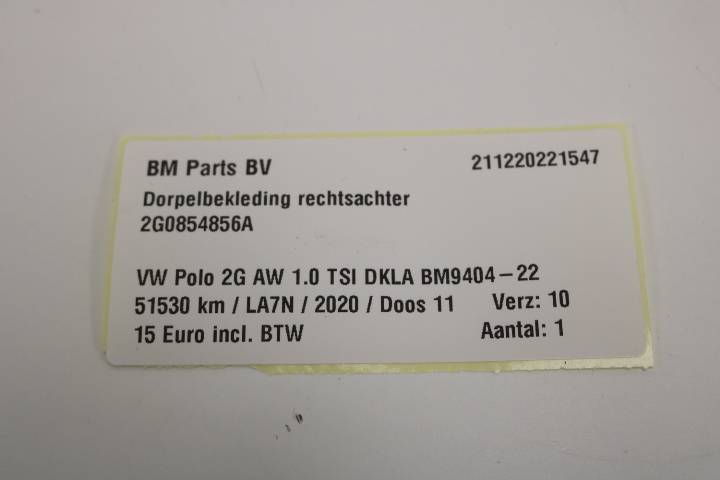 BM Parts BV 211220221547
Dorpelbekleding rechtsachter
2G0854856A
VW Polo 2G AW 1.0 TSI DKLA BM9404-22
51530 km / LA7N / 2020 / Doos 11 Verz: 10
15 Euro incl. BTW Aantal: 1